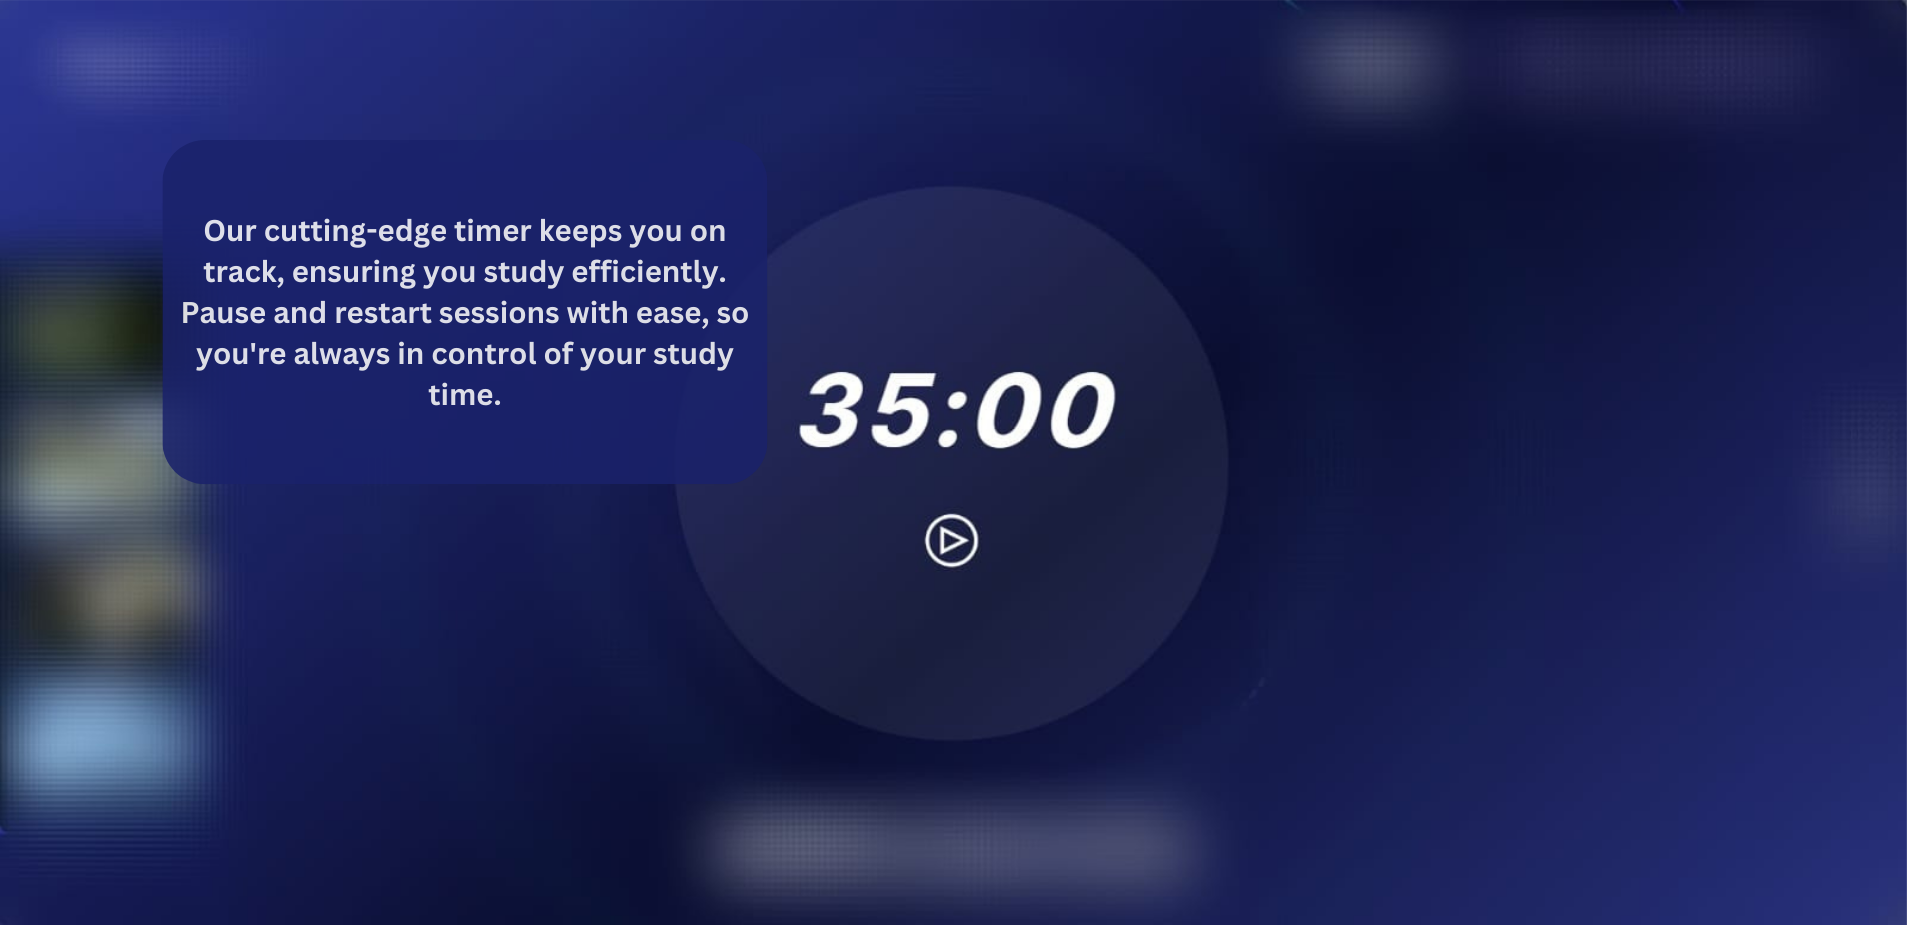 Our cutting-edge timer keeps you on
track, ensuring you study efficiently.
Pause and restart sessions with ease, so
you're always in control of your study
time.
35:00